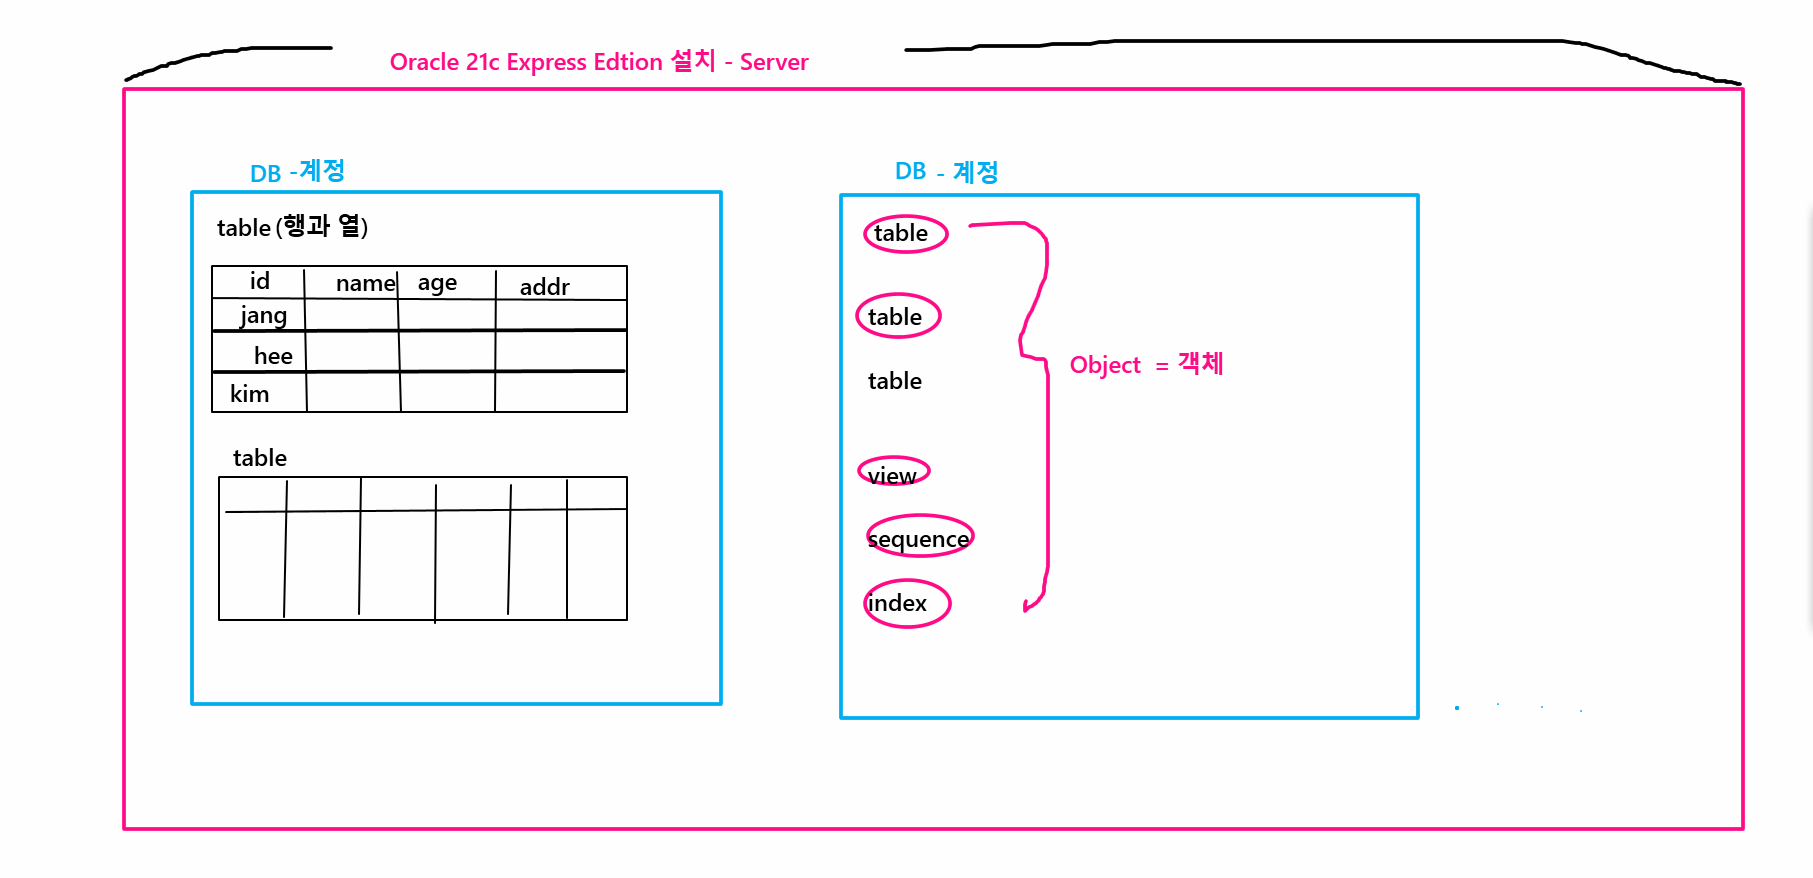 Oracle 21c Express Edtion 설치 - Server
DB -계정
table (행과 열)
id name age addr
jang
hee
kim
table
DB - 계정
table
table
table
view
sequence
index
Object = 객체